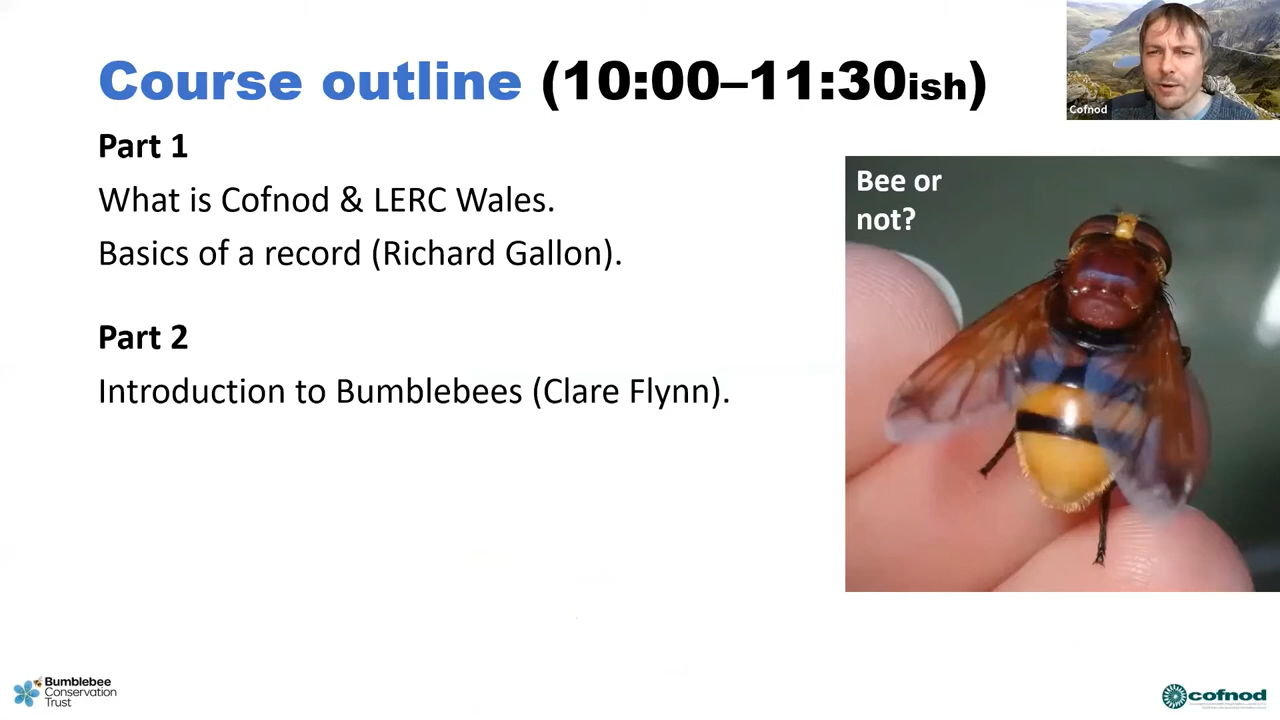 Course outline (10:00–11:30ish)
Cofnod
Part 1
What is Cofnod & LERC Wales.
Basics of a record (Richard Gallon).
Part 2
Introduction to Bumblebees (Clare Flynn).
Bee or
not?
Bumblebee
Conservation
Trust
cofnod